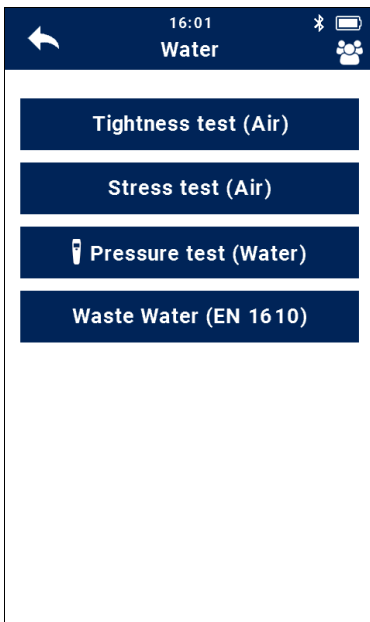 16:01
Water
Tightness test (Air)
Stress test (Air)
Pressure test (Water)
Waste Water (EN 1610)